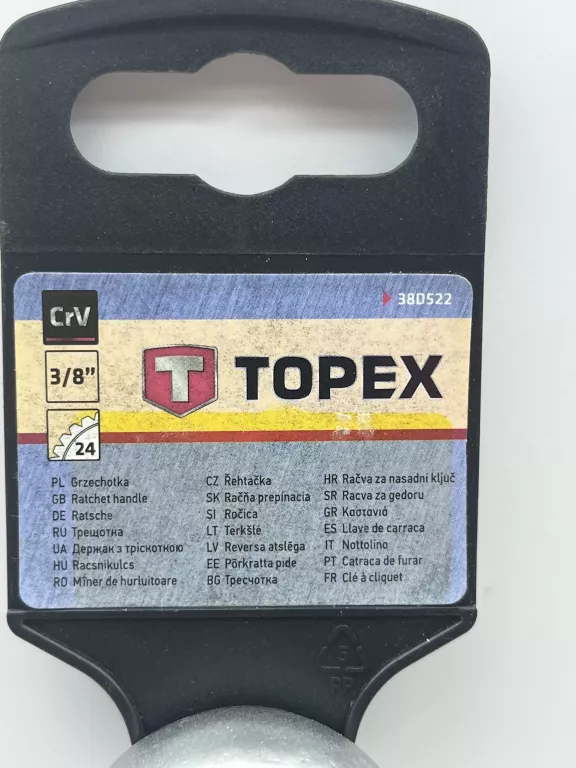 38D522
CrV
3/8"
T TOPEX
24
PL Grzechotka
GB Ratchet handle
DE Ratsche
RU Трещотка
UA Держак з тріскоткою
HU Racsnikulcs
RO Mîner de hurluitoare
CZ Řehtačka
SK Račňa prepínacia
SI Ročica
LT Terkšlė
LV Reversa atslēga
EE Põrkratta pide
BG Тресчотка
HR Račva za nasadni ključ
SR Racva za gedoru
GR Καστανιά
ES Llave de carraca
IT Nottolino
PT Catraca de furar
FR Clé à cliquet
5
PP